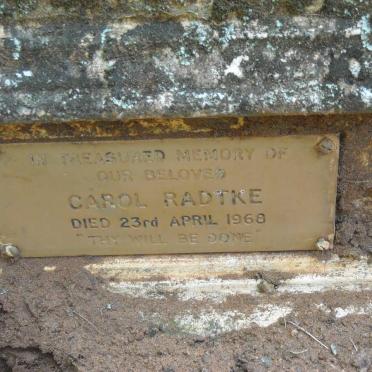 IN TREASURED MEMORY OF
OUR BELOVED
CAROL RADTKE
DIED 23rd APRIL 1968
"THY WILL BE DONE"